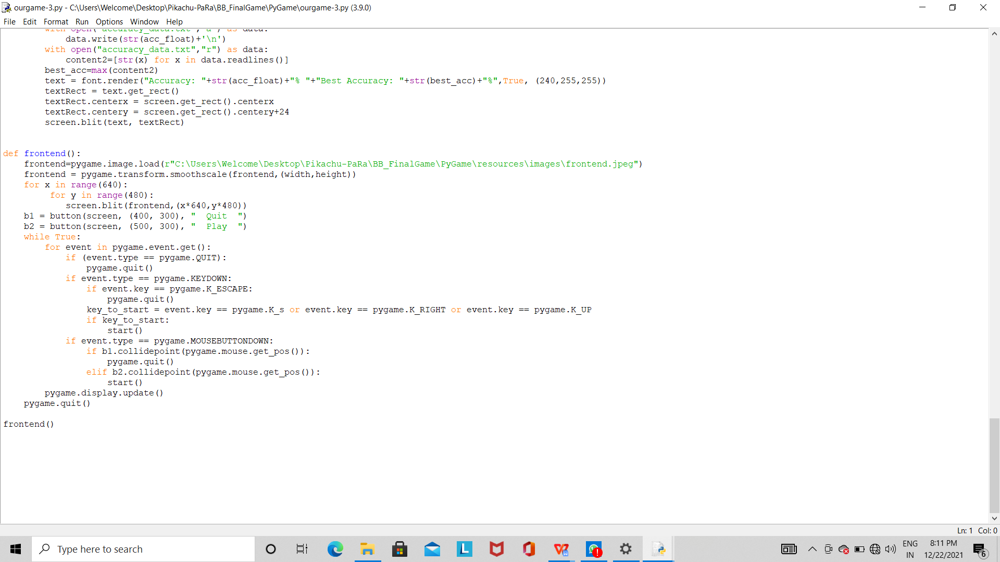 ourgame-3.py - C:\Users\Welcome\Desktop\Pikachu-PaRa\BB_FinalGame\PyGame\ourgame-3.py (3.9.0)
File Edit Format Run Options Window Help
with open("accuracy_data.txt","a") as data:
data.write(str(acc_float)+'\n')
with open("accuracy_data.txt","r") as data:
content2=[str(x) for x in data.readlines()]
best_acc=max(content2)
text = font.render("Accuracy: "+str(acc_float)+"% "+"Best Accuracy: "+str(best_acc)+"%",True, (240,255,255))
textRect = text.get_rect()
textRect.centerx = screen.get_rect().centerx
textRect.centery = screen.get_rect().centery+24
screen.blit(text, textRect)
def frontend():
frontend=pygame.image.load(r"C:\Users\Welcome\Desktop\Pikachu-PaRa\BB_FinalGame\PyGame\resources\images\frontend.jpeg")
frontend = pygame.transform.smoothscale(frontend,(width,height))
for x in range(640):
for y in range(480):
screen.blit(frontend,(x*640,y*480))
b1 = button(screen, (400, 300), "  Quit  ")
b2 = button(screen, (500, 300), "  Play  ")
while True:
for event in pygame.event.get():
if (event.type == pygame.QUIT):
pygame.quit()
if event.type == pygame.KEYDOWN:
if event.key == pygame.K_ESCAPE:
pygame.quit()
key_to_start = event.key == pygame.K_s or event.key == pygame.K_RIGHT or event.key == pygame.K_UP
if key_to_start:
start()
if event.type == pygame.MOUSEBUTTONDOWN:
if b1.collidepoint(pygame.mouse.get_pos()):
pygame.quit()
elif b2.collidepoint(pygame.mouse.get_pos()):
start()
pygame.display.update()
pygame.quit()
frontend()
Ln: 1 Col: 0
Type here to search
L
ENG
IN
8:11 PM
12/22/2021
6